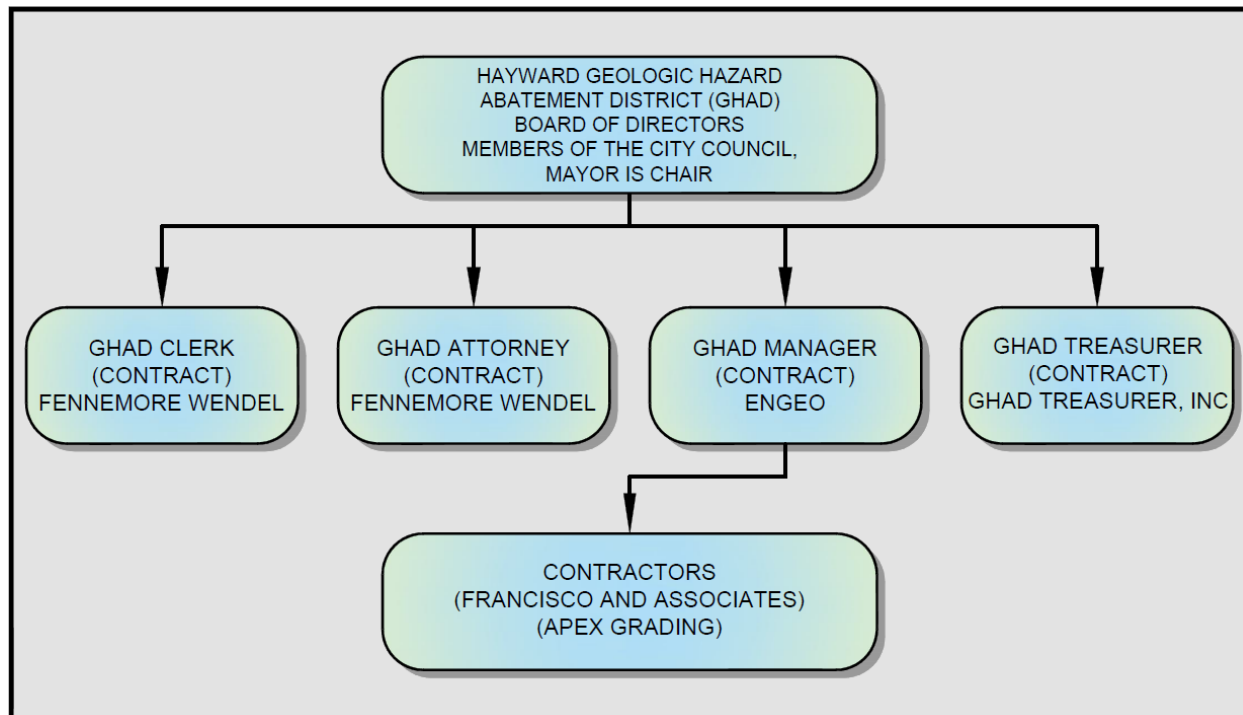 HAYWARD GEOLOGIC HAZARD
ABATEMENT DISTRICT (GHAD)
BOARD OF DIRECTORS
MEMBERS OF THE CITY COUNCIL,
MAYOR IS CHAIR
GHAD CLERK
(CONTRACT)
FENNEMORE WENDEL
GHAD ATTORNEY
(CONTRACT)
FENNEMORE WENDEL
GHAD MANAGER
(CONTRACT)
ENGEO
GHAD TREASURER
(CONTRACT)
GHAD TREASURER, INC
CONTRACTORS
(FRANCISCO AND ASSOCIATES)
(APEX GRADING)